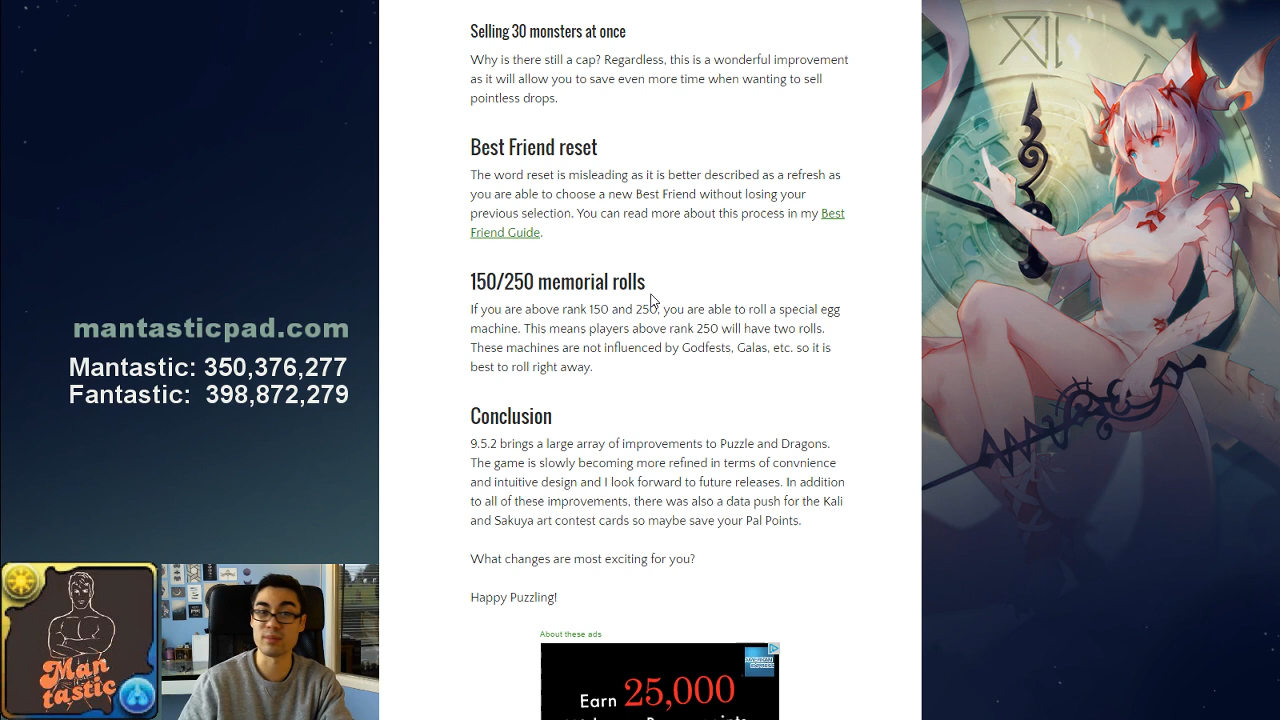 Selling 30 monsters at once
Why is there still a cap? Regardless, this is a wonderful improvement
as it will allow you to save even more time when wanting to sell
pointless drops.
Best Friend reset
The word reset is misleading as it is better described as a refresh as
you are able to choose a new Best Friend without losing your
previous selection. You can read more about this process in my Best
Friend Guide.
150/250 memorial rolls
If you are above rank 150 and 250, you are able to roll a special egg
machine. This means players above rank 250 will have two rolls.
These machines are not influenced by Godfests, Galas, etc. so it is
best to roll right away.
Conclusion
9.5.2 brings a large array of improvements to Puzzle and Dragons.
The game is slowly becoming more refined in terms of convnience
and intuitive design and I look forward to future releases. In addition
to all of these improvements, there was also a data push for the Kali
and Sakuya art contest cards so maybe save your Pal Points.
What changes are most exciting for you?
Happy Puzzling!
About these ads
Earn 25,000
mantasticpad.com
Mantastic: 350,376,277
Fantastic: 398,872,279
Man
tastic
XII